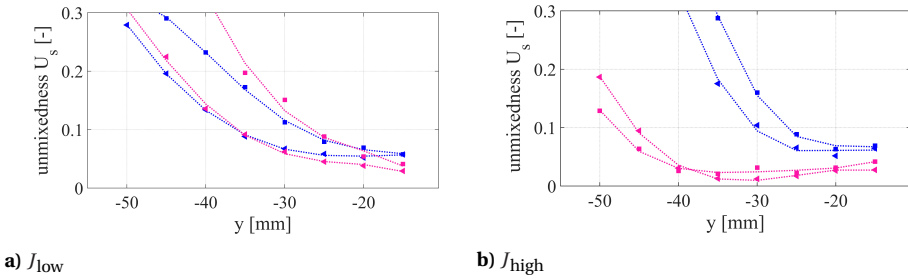 0.3
0.2
0.1
0
unmixedness U_s [-]
-50 -40 -30 -20
y [mm]
a) J_low
0.3
0.2
0.1
0
unmixedness U_s [-]
-50 -40 -30 -20
y [mm]
b) J_high